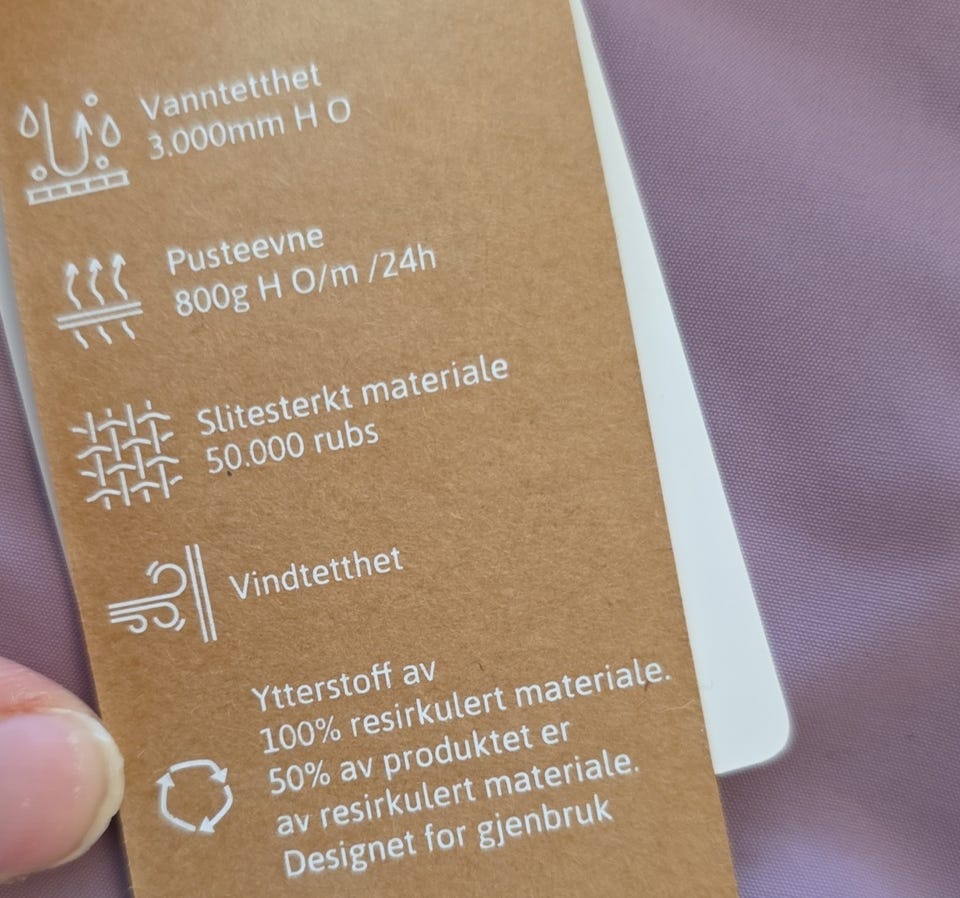 Vanntetthet
3.000mm H O
Pusteevne
800g H O/m /24h
Slitesterkt materiale
50.000 rubs
Vindtetthet
Ytterstoff av
100% resirkulert materiale.
50% av produktet er
av resirkulert materiale.
Designet for gjenbruk